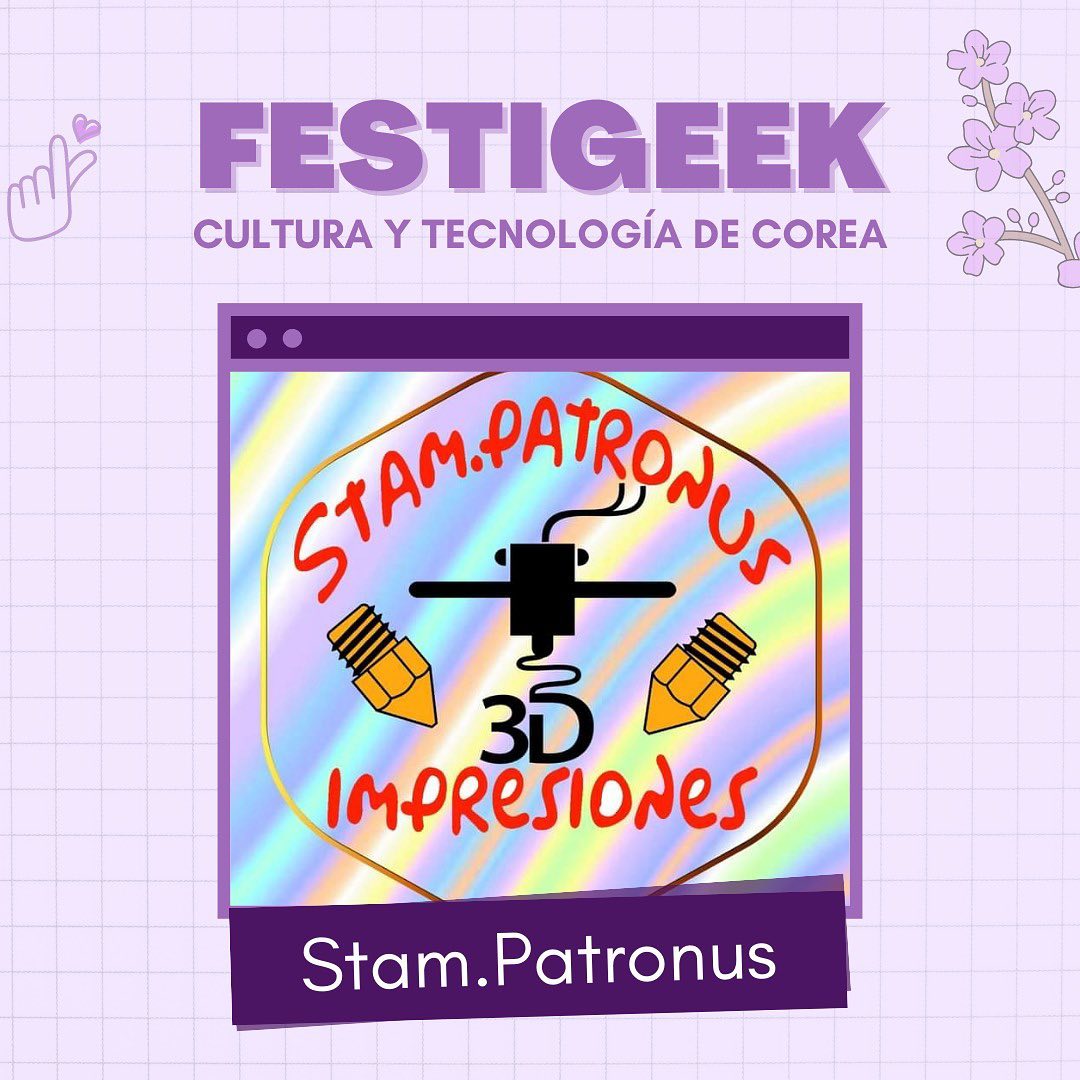 FESTIGEEK
CULTURA Y TECNOLOGÍA DE COREA
STAM.PATRONUS
3D
IMPRESIONES
Stam.Patronus